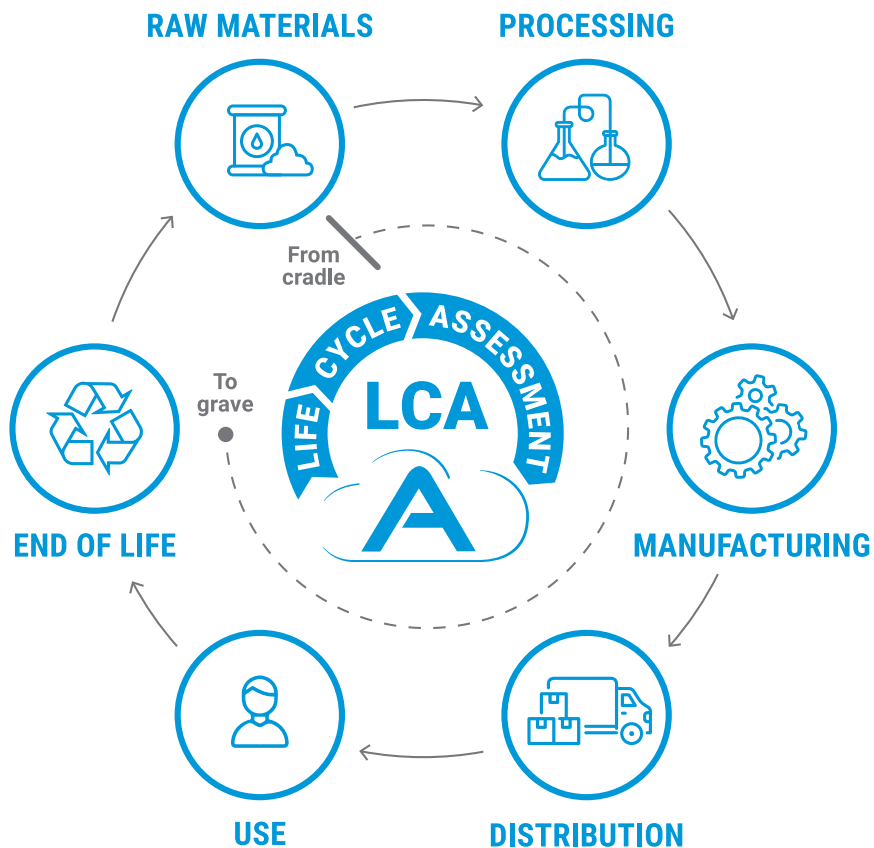 RAW MATERIALS
PROCESSING
From
cradle
LIFE CYCLE ASSESSMENT
LCA
To
grave
A
END OF LIFE
MANUFACTURING
USE
DISTRIBUTION